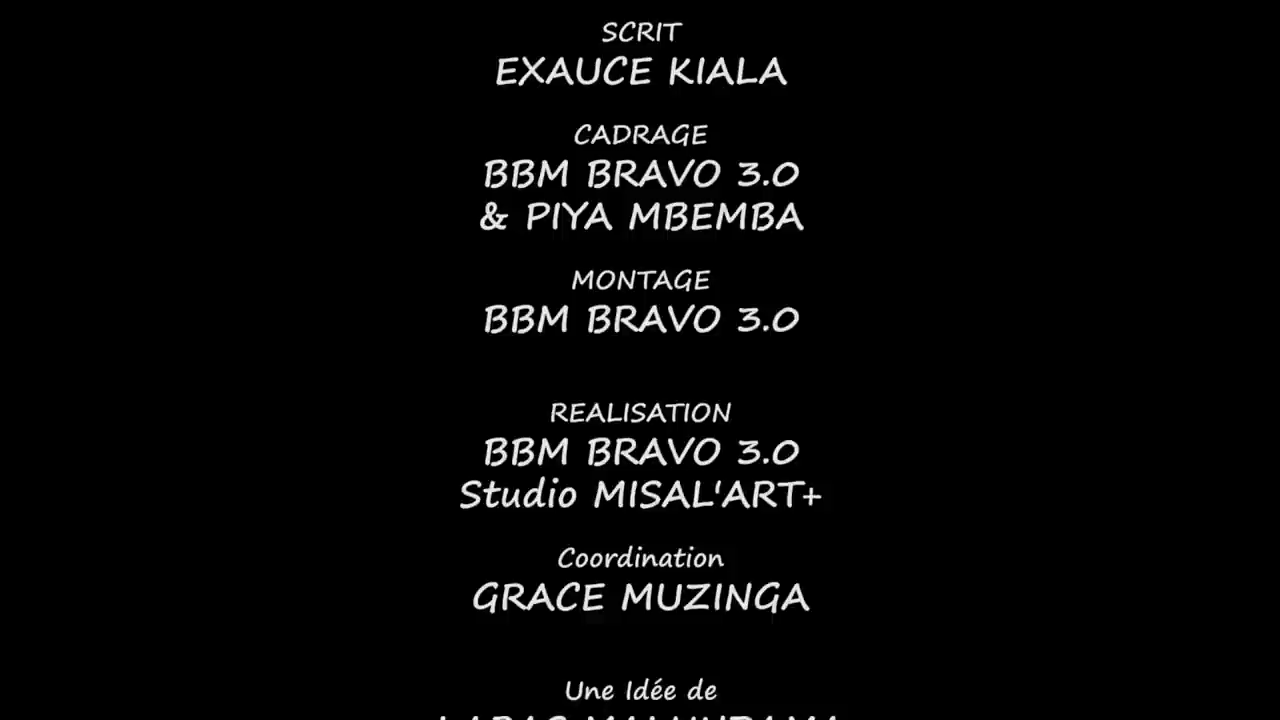 SCRIT
EXAUCE KIALA
CADRAGE
BBM BRAVO 3.0
& PIYA MBEMBA
MONTAGE
BBM BRAVO 3.0
REALISATION
BBM BRAVO 3.0
Studio MISAL'ART+
Coordination
GRACE MUZINGA
Une Idée de